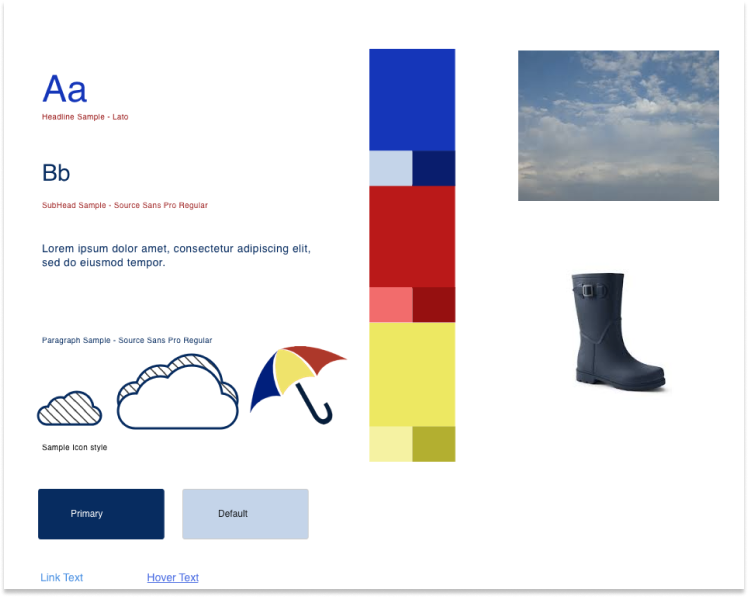 Aa
Headline Sample - Lato
Bb
SubHead Sample - Source Sans Pro Regular
Lorem ipsum dolor amet, consectetur adipiscing elit,
sed do eiusmod tempor.
Paragraph Sample - Source Sans Pro Regular
Sample Icon style
Primary
Default
Link Text
Hover Text